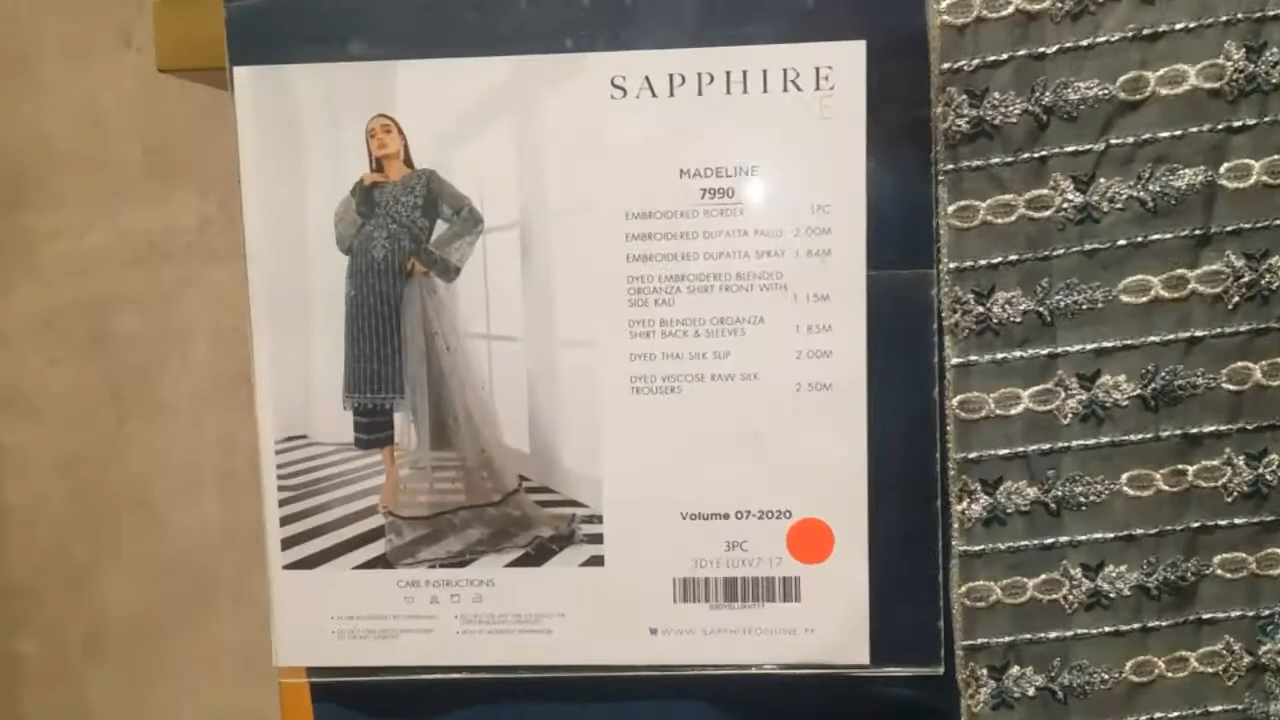 SAPPHIRE
MADELINE
7990
EMBROIDERED BORDER 1PC
EMBROIDERED DUPATTA PALLU 2.00M
EMBROIDERED DUPATTA SPRAY 1.84M
DYED EMBROIDERED BLENDED
ORGANZA SHIRT FRONT WITH
SIDE KALI 1.15M
DYED BLENDED ORGANZA
SHIRT BACK & SLEEVES 1.85M
DYED THAI SILK SLIP 2.00M
DYED VISCOSE RAW SILK
TROUSERS 2.50M
Volume 07-2020
3PC
3DYE-LUXV7-17
WWW.SAPPHIREONLINE.PK
CARE INSTRUCTIONS